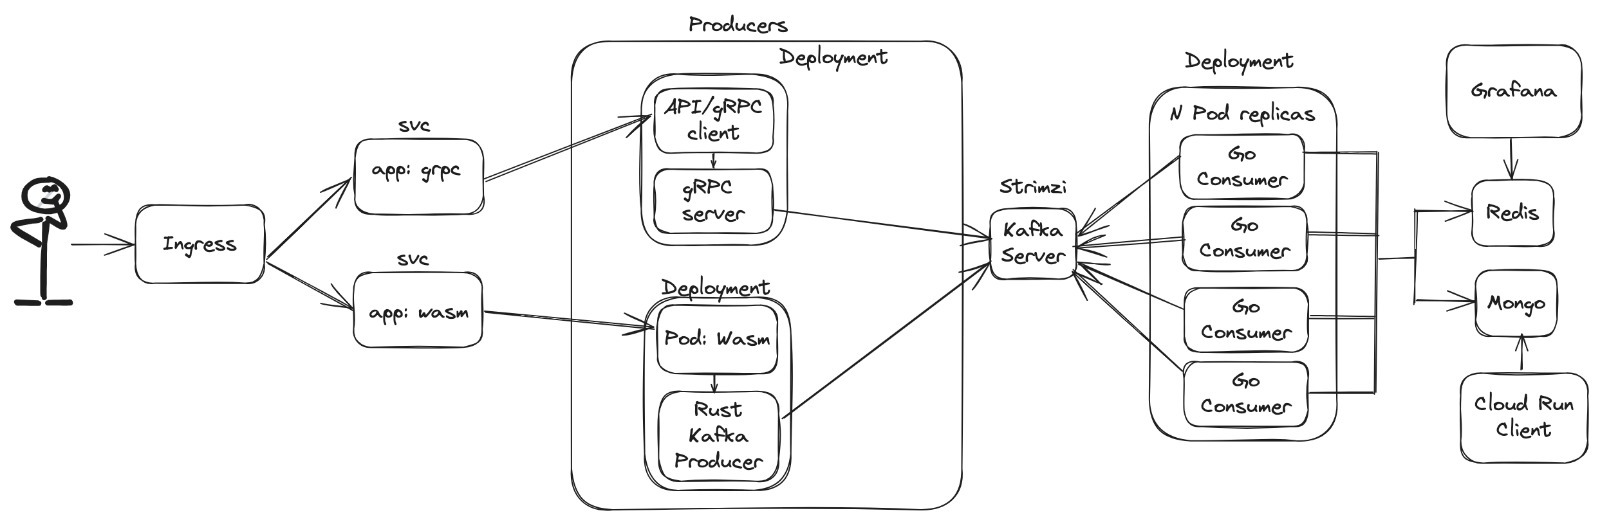 Producers
Deployment
API/gRPC
client
gRPC
server
svc
app: grpc
Ingress
svc
app: wasm
Deployment
Pod: Wasm
Rust
Kafka
Producer
Strimzi
Kafka
Server
Deployment
N Pod replicas
Go
Consumer
Go
Consumer
Go
Consumer
Go
Consumer
Grafana
Redis
Mongo
Cloud Run
Client